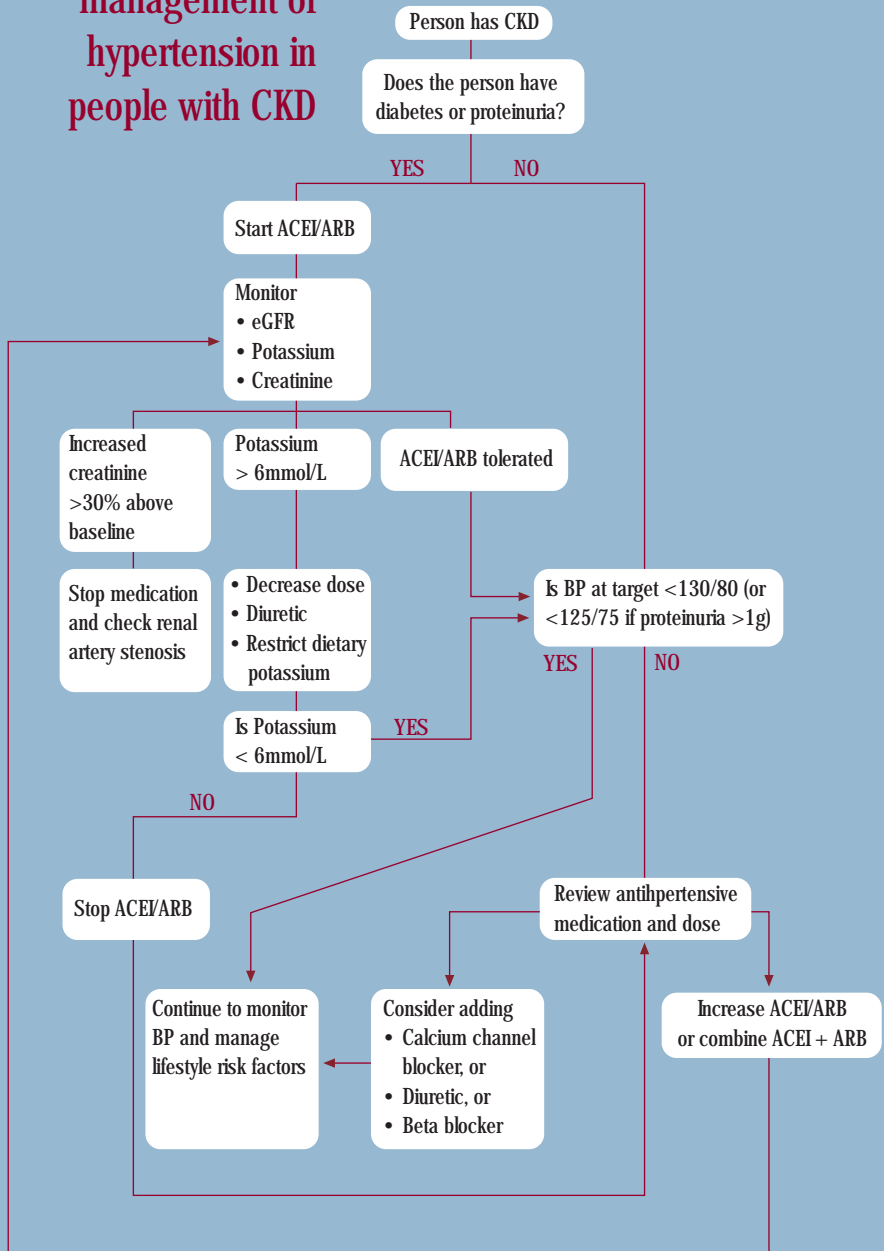 management of
hypertension in
people with CKD
Person has CKD
Does the person have
diabetes or proteinuria?
YES
NO
Start ACEI/ARB
Monitor
• eGFR
• Potassium
• Creatinine
Increased
creatinine
>30% above
baseline
Potassium
> 6mmol/L
ACEI/ARB tolerated
Stop medication
and check renal
artery stenosis
• Decrease dose
• Diuretic
• Restrict dietary
potassium
Is BP at target <130/80 (or
<125/75 if proteinuria >1g)
YES
NO
Is Potassium
< 6mmol/L
YES
NO
Stop ACEI/ARB
Review antihpertensive
medication and dose
Continue to monitor
BP and manage
lifestyle risk factors
Consider adding
• Calcium channel
blocker, or
• Diuretic, or
• Beta blocker
Increase ACEI/ARB
or combine ACEI + ARB